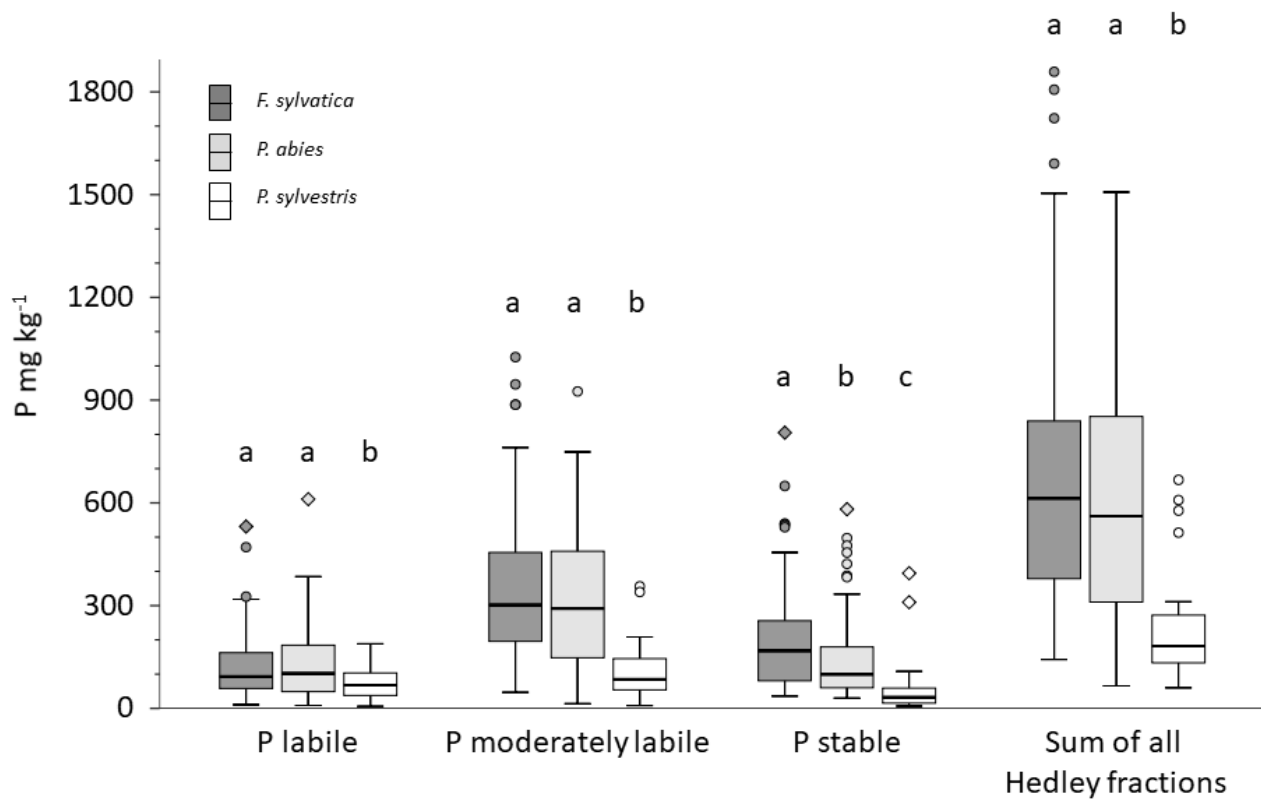 a a b
1800
F. sylvatica
P. abies
P. sylvestris
1500
1200
a a b
900
a b c
a a b
600
300
0
P mg kg⁻¹
P labile
P moderately labile
P stable
Sum of all
Hedley fractions